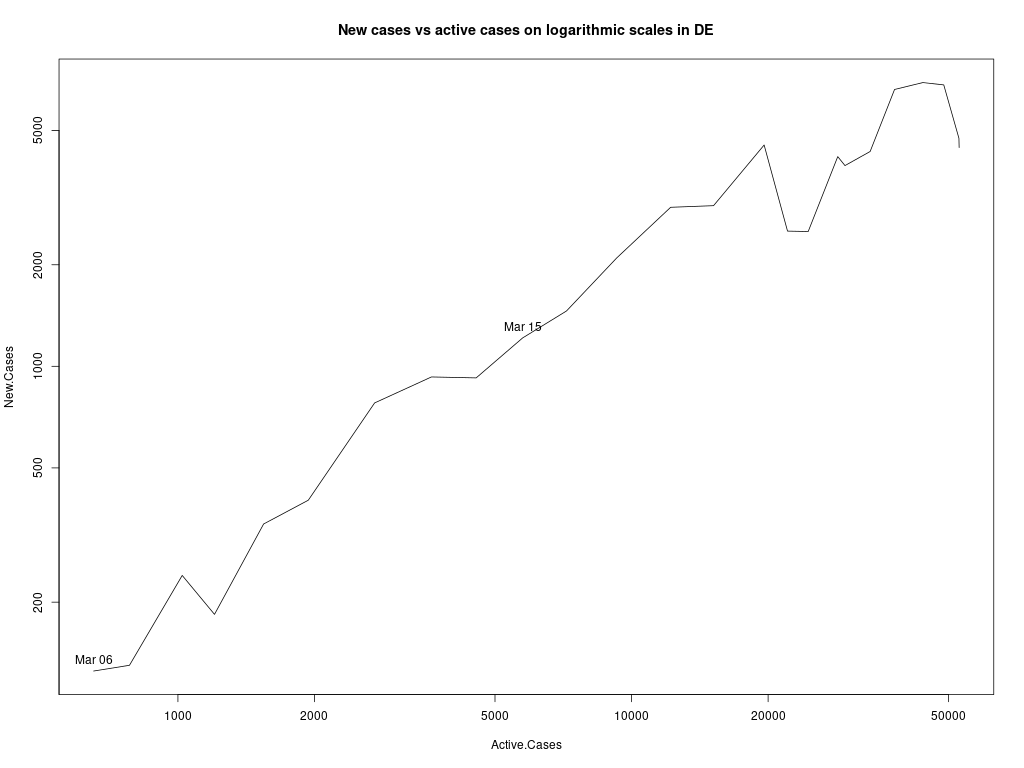 New cases vs active cases on logarithmic scales in DE
5000
2000
1000
500
200
New.Cases
Mar 15
Mar 06
1000 2000 5000 10000 20000 50000
Active.Cases